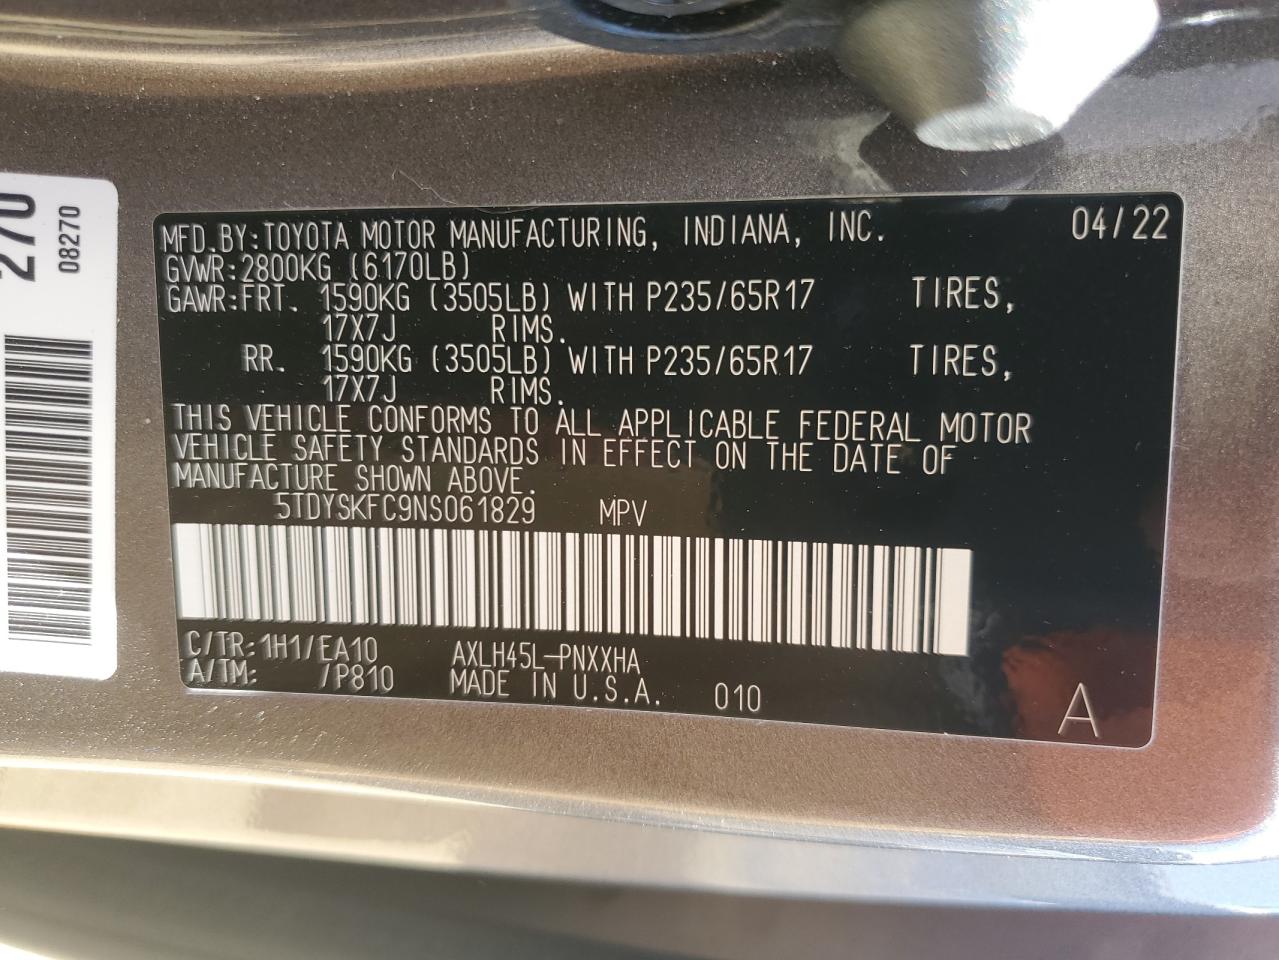 270
08270
MFD.BY:TOYOTA MOTOR MANUFACTURING, INDIANA, INC. 04/22
GVWR:2800KG (6170LB)
GAWR:FRT. 1590KG (3505LB) WITH P235/65R17 TIRES,
17X7J RIMS.
RR. 1590KG (3505LB) WITH P235/65R17 TIRES,
17X7J RIMS.
THIS VEHICLE CONFORMS TO ALL APPLICABLE FEDERAL MOTOR
VEHICLE SAFETY STANDARDS IN EFFECT ON THE DATE OF
MANUFACTURE SHOWN ABOVE.
5TDYSKFC9NS061829 MPV
C/TR:1H1/EA10 AXLH45L-PNXXHA
A/TM: /P810 MADE IN U.S.A. 010 A